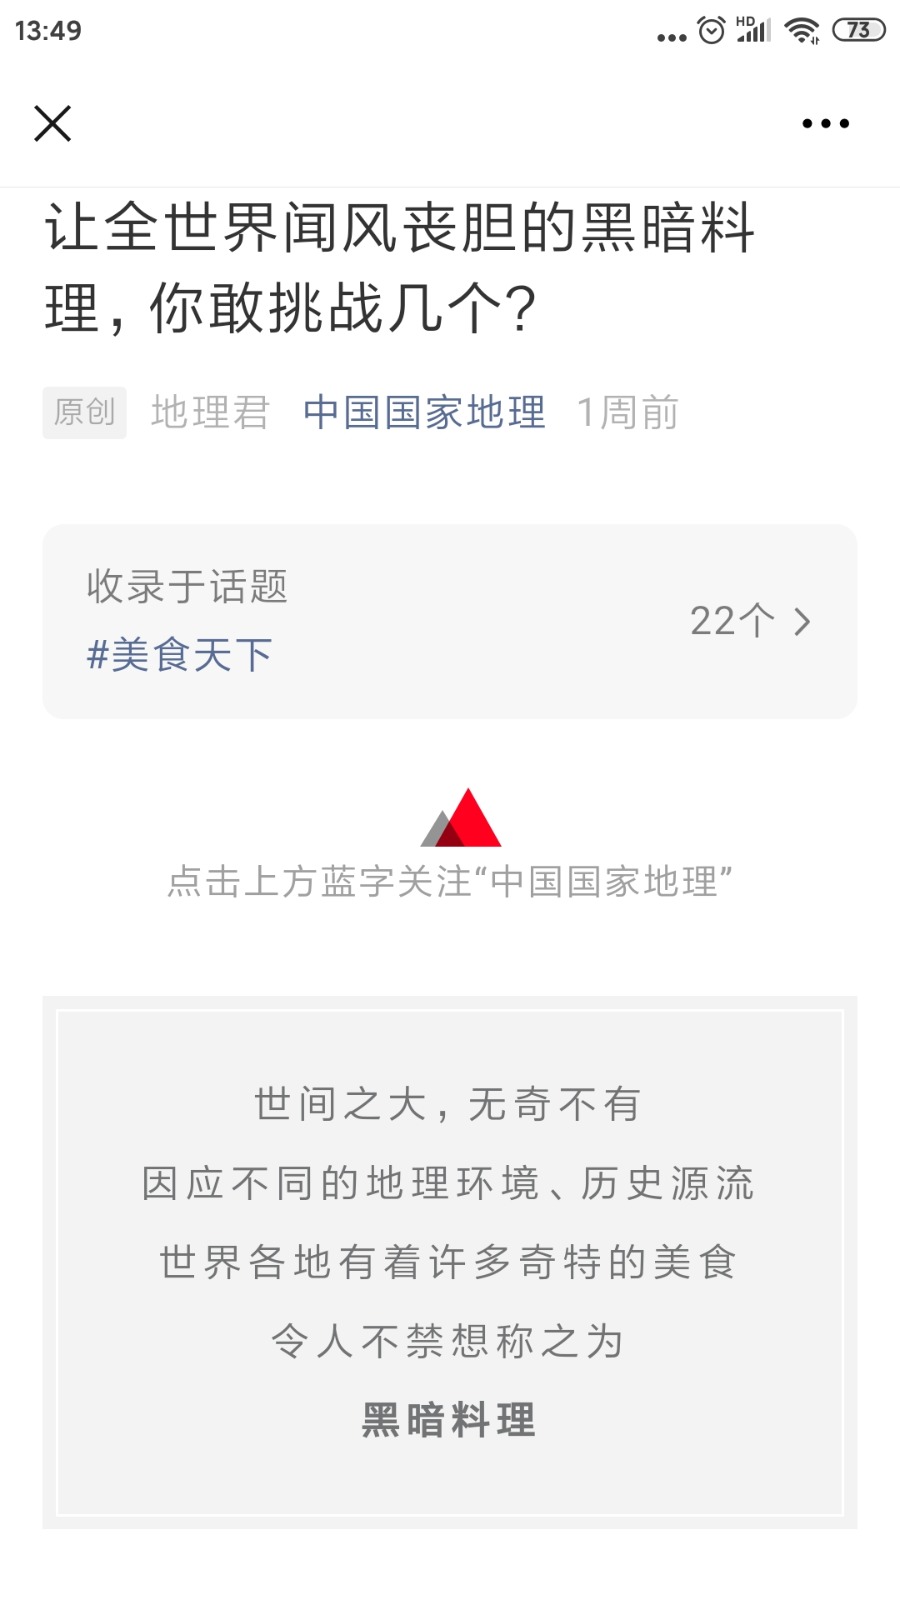 13:49
HD
73
让全世界闻风丧胆的黑暗料
理，你敢挑战几个？
原创 地理君 中国国家地理 1周前
收录于话题
#美食天下
22个
点击上方蓝字关注“中国国家地理”
世间之大，无奇不有
因应不同的地理环境、历史源流
世界各地有着许多奇特的美食
令人不禁想称之为
黑暗料理